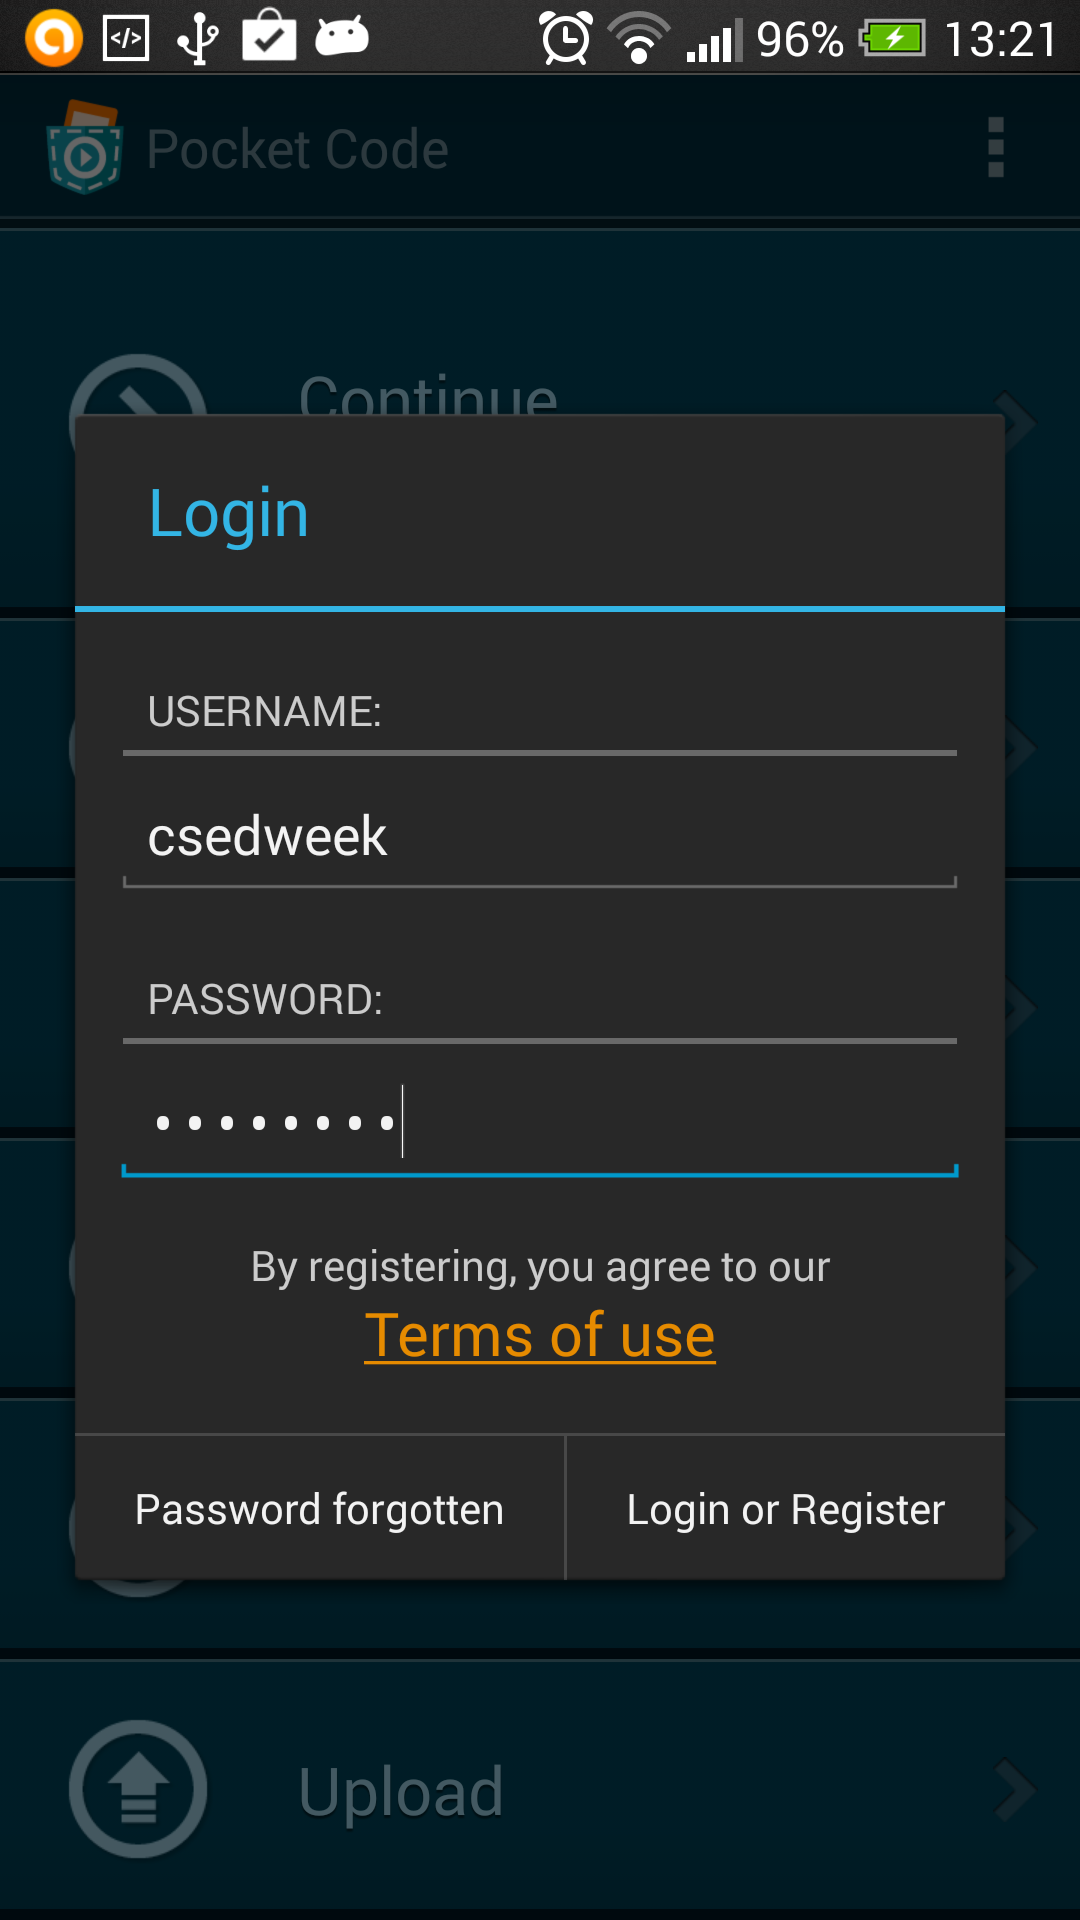 96% 13:21
Pocket Code
Continue
Login
USERNAME:
csedweek
PASSWORD:
••••••••
By registering, you agree to our
Terms of use
Password forgotten
Login or Register
Upload